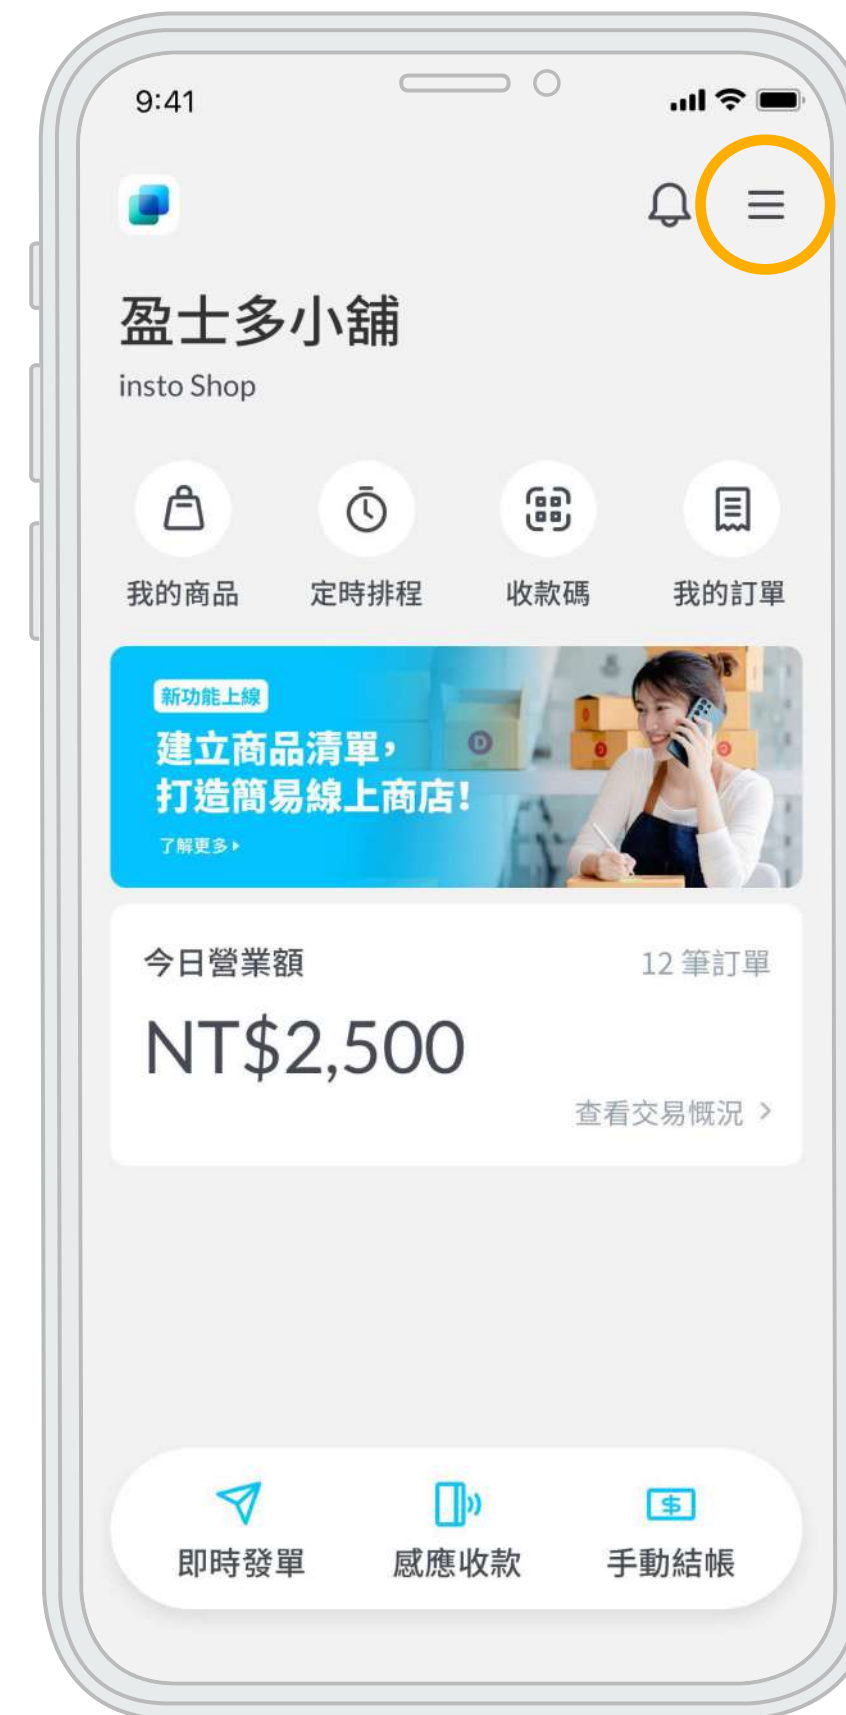 9:41
盈士多小舖
insto Shop
我的商品
定時排程
收款碼
我的訂單
新功能上線
建立商品清單，
打造簡易線上商店！
了解更多
今日營業額
12 筆訂單
NT$2,500
查看交易慨況
即時發單
感應收款
手動結帳